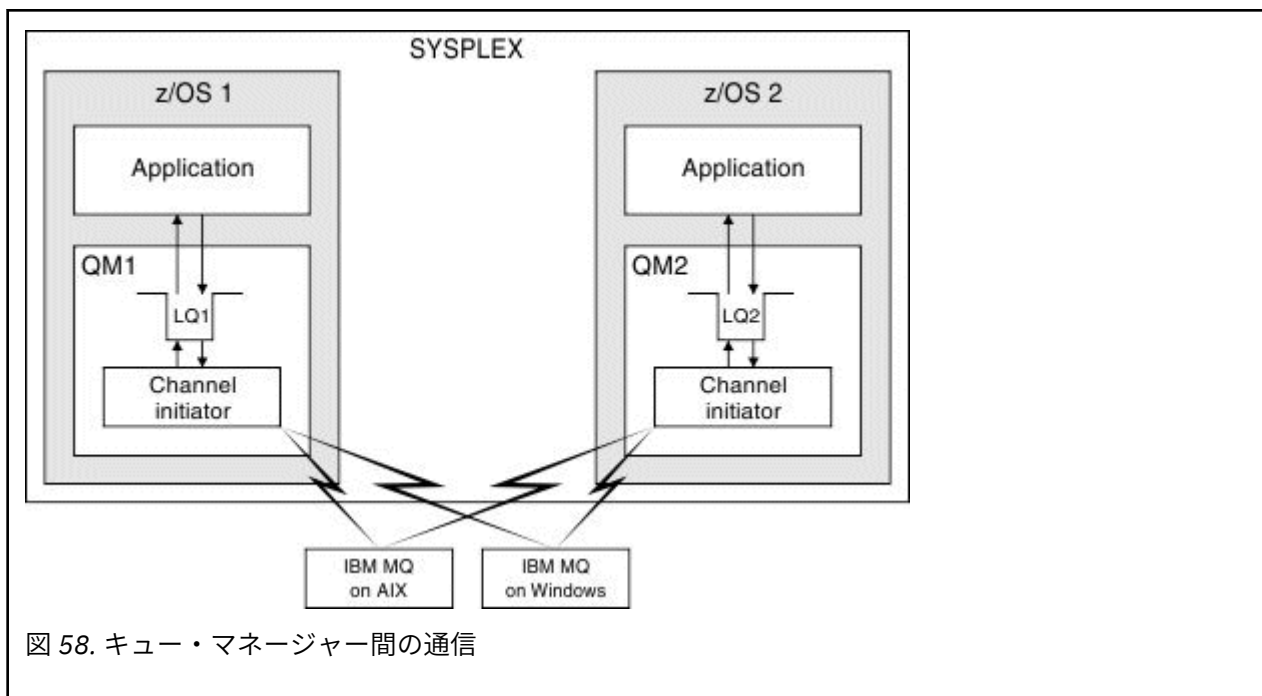 SYSPLEX
z/OS 1
Application
QM1
LQ1
Channel
initiator
z/OS 2
Application
QM2
LQ2
Channel
initiator
IBM MQ
on AIX
IBM MQ
on Windows
図 58. キュー・マネージャー間の通信